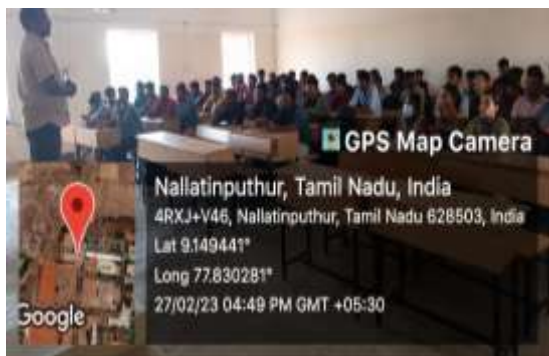 GPS Map Camera
Nallatinputhur, Tamil Nadu, India
4RXJ+V46, Nallatinputhur, Tamil Nadu 628503, India
Lat 9.149441°
Long 77.830281°
27/02/23 04:49 PM GMT +05:30
Google